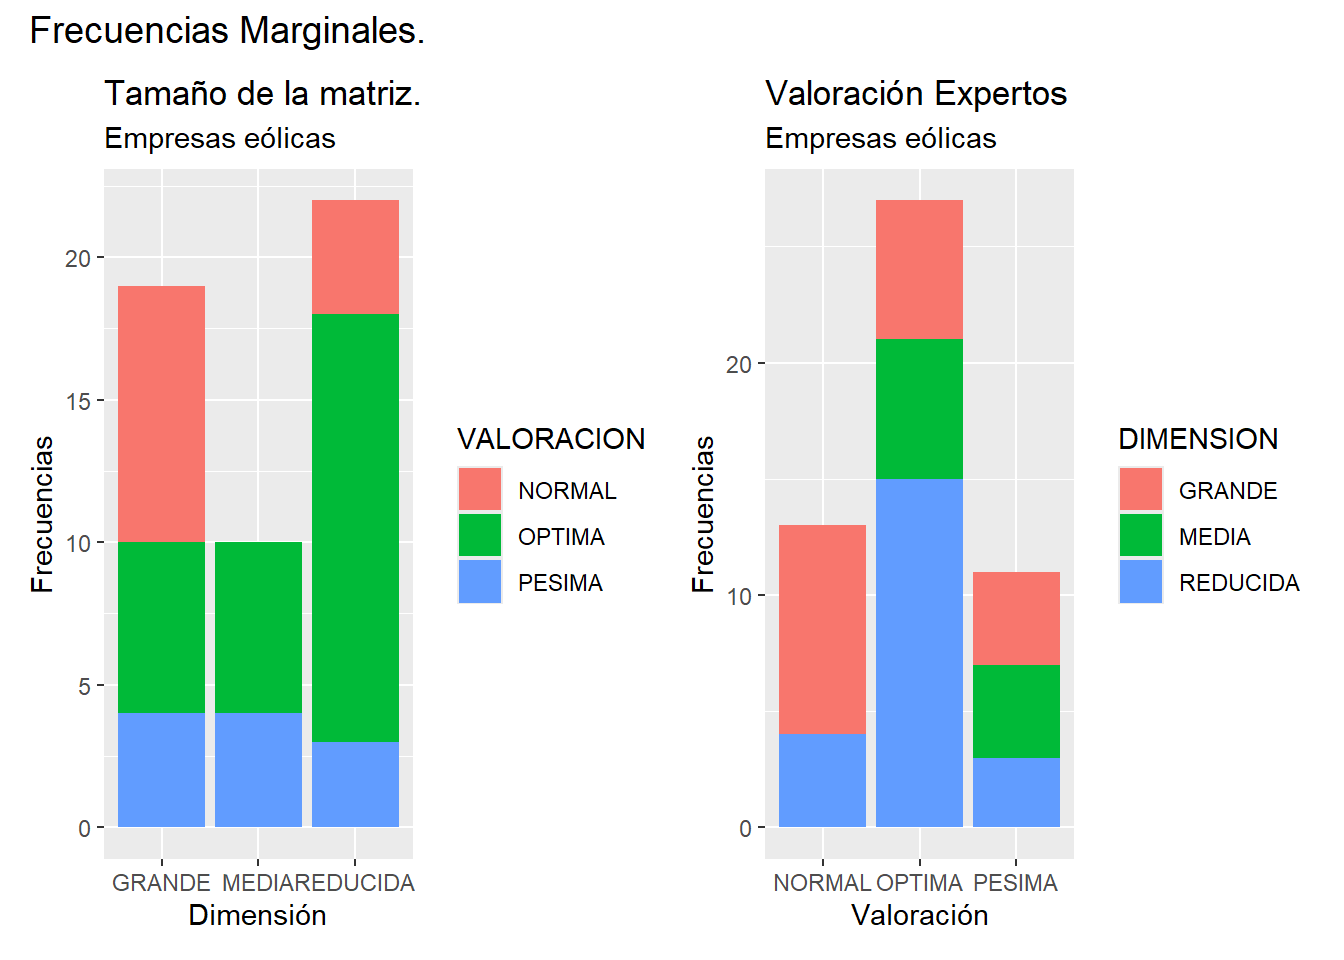 Frecuencias Marginales.
Tamaño de la matriz.
Empresas eólicas
Frecuencias
20
15
10
5
0
GRANDE MEDIA REDUCIDA
Dimensión
VALORACION
NORMAL
OPTIMA
PESIMA
Valoración Expertos
Empresas eólicas
Frecuencias
20
10
0
NORMAL OPTIMA PESIMA
Valoración
DIMENSION
GRANDE
MEDIA
REDUCIDA